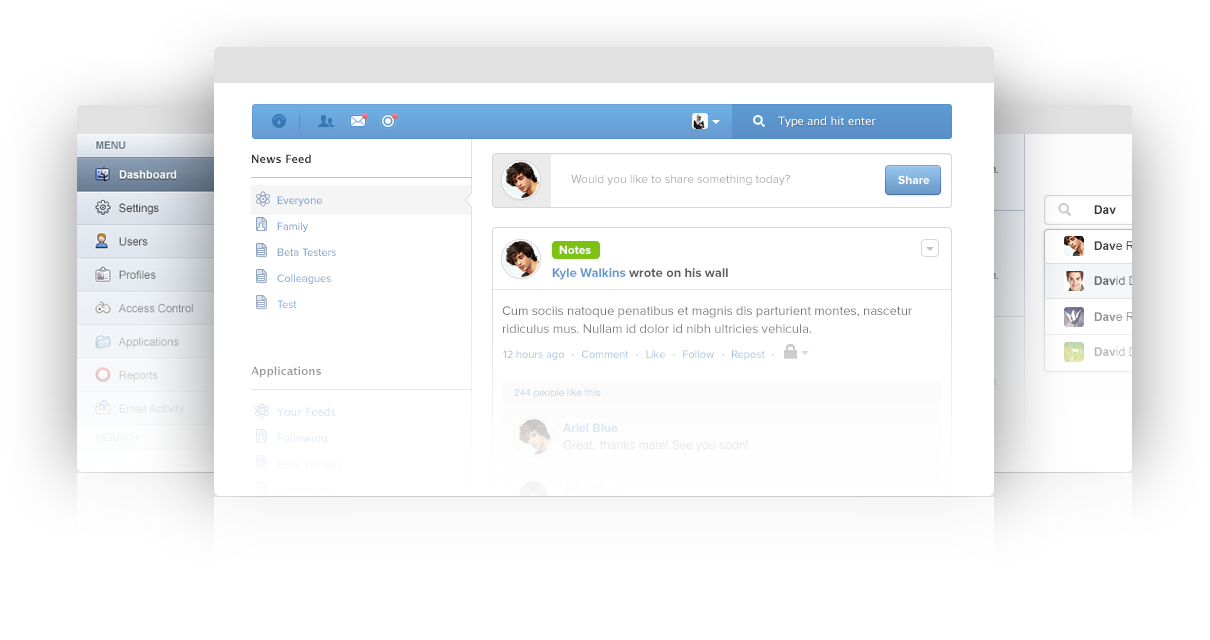 MENU
Dashboard
Settings
Users
Profiles
Access Control
Applications
Reports
Email Activity
SEARCH
Type and hit enter
News Feed
Everyone
Family
Beta Testers
Colleagues
Test
Applications
Your Feeds
Following
Beta Testers
Would you like to share something today?
Share
Notes
Kyle Walkins wrote on his wall
Cum sociis natoque penatibus et magnis dis parturient montes, nascetur
ridiculus mus. Nullam id dolor id nibh ultricies vehicula.
12 hours ago · Comment · Like · Follow · Repost ·
244 people like this
Ariel Blue
Great, thanks mate! See you soon!
Ariel Blue
Dav
Dave R
David D
Dave R
David D